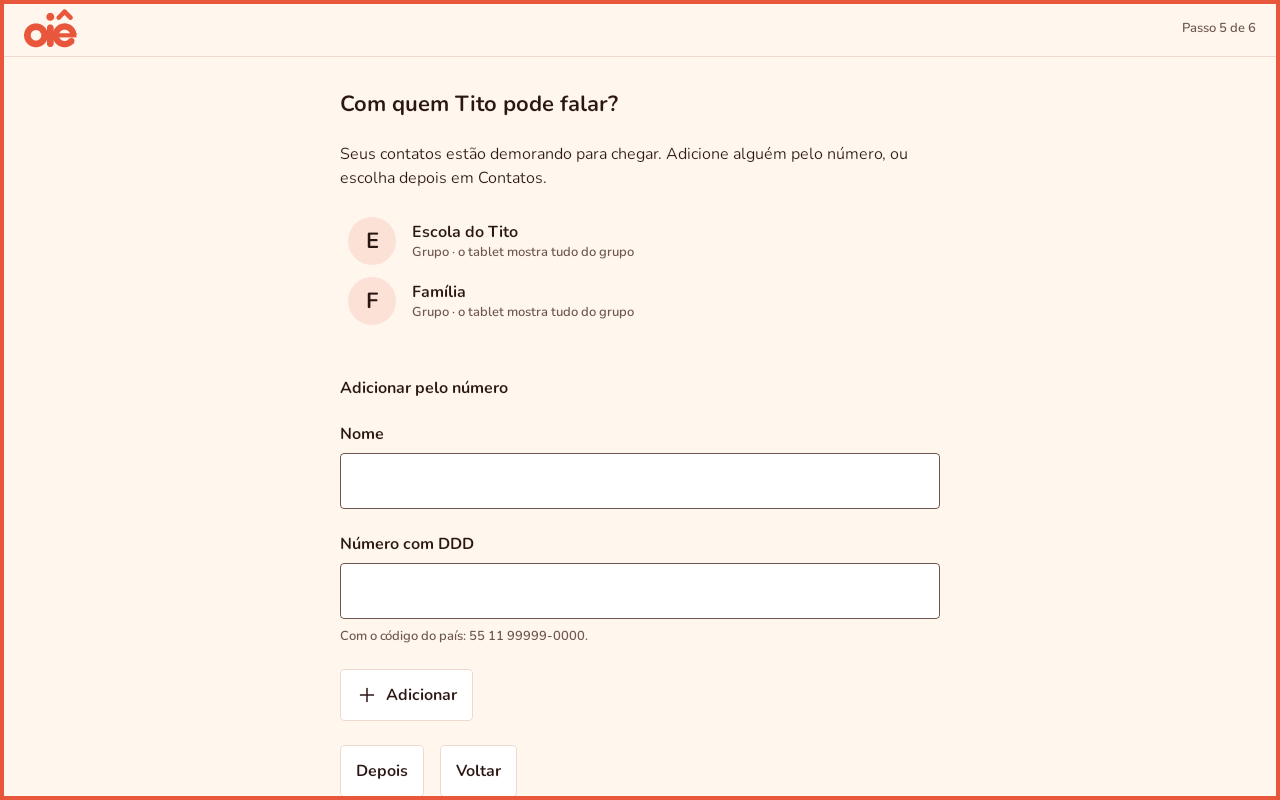 oiê
Passo 5 de 6
Com quem Tito pode falar?
Seus contatos estão demorando para chegar. Adicione alguém pelo número, ou
escolha depois em Contatos.
E
Escola do Tito
Grupo · o tablet mostra tudo do grupo
F
Família
Grupo · o tablet mostra tudo do grupo
Adicionar pelo número
Nome
Número com DDD
Com o código do país: 55 11 99999-0000.
Adicionar
Depois
Voltar